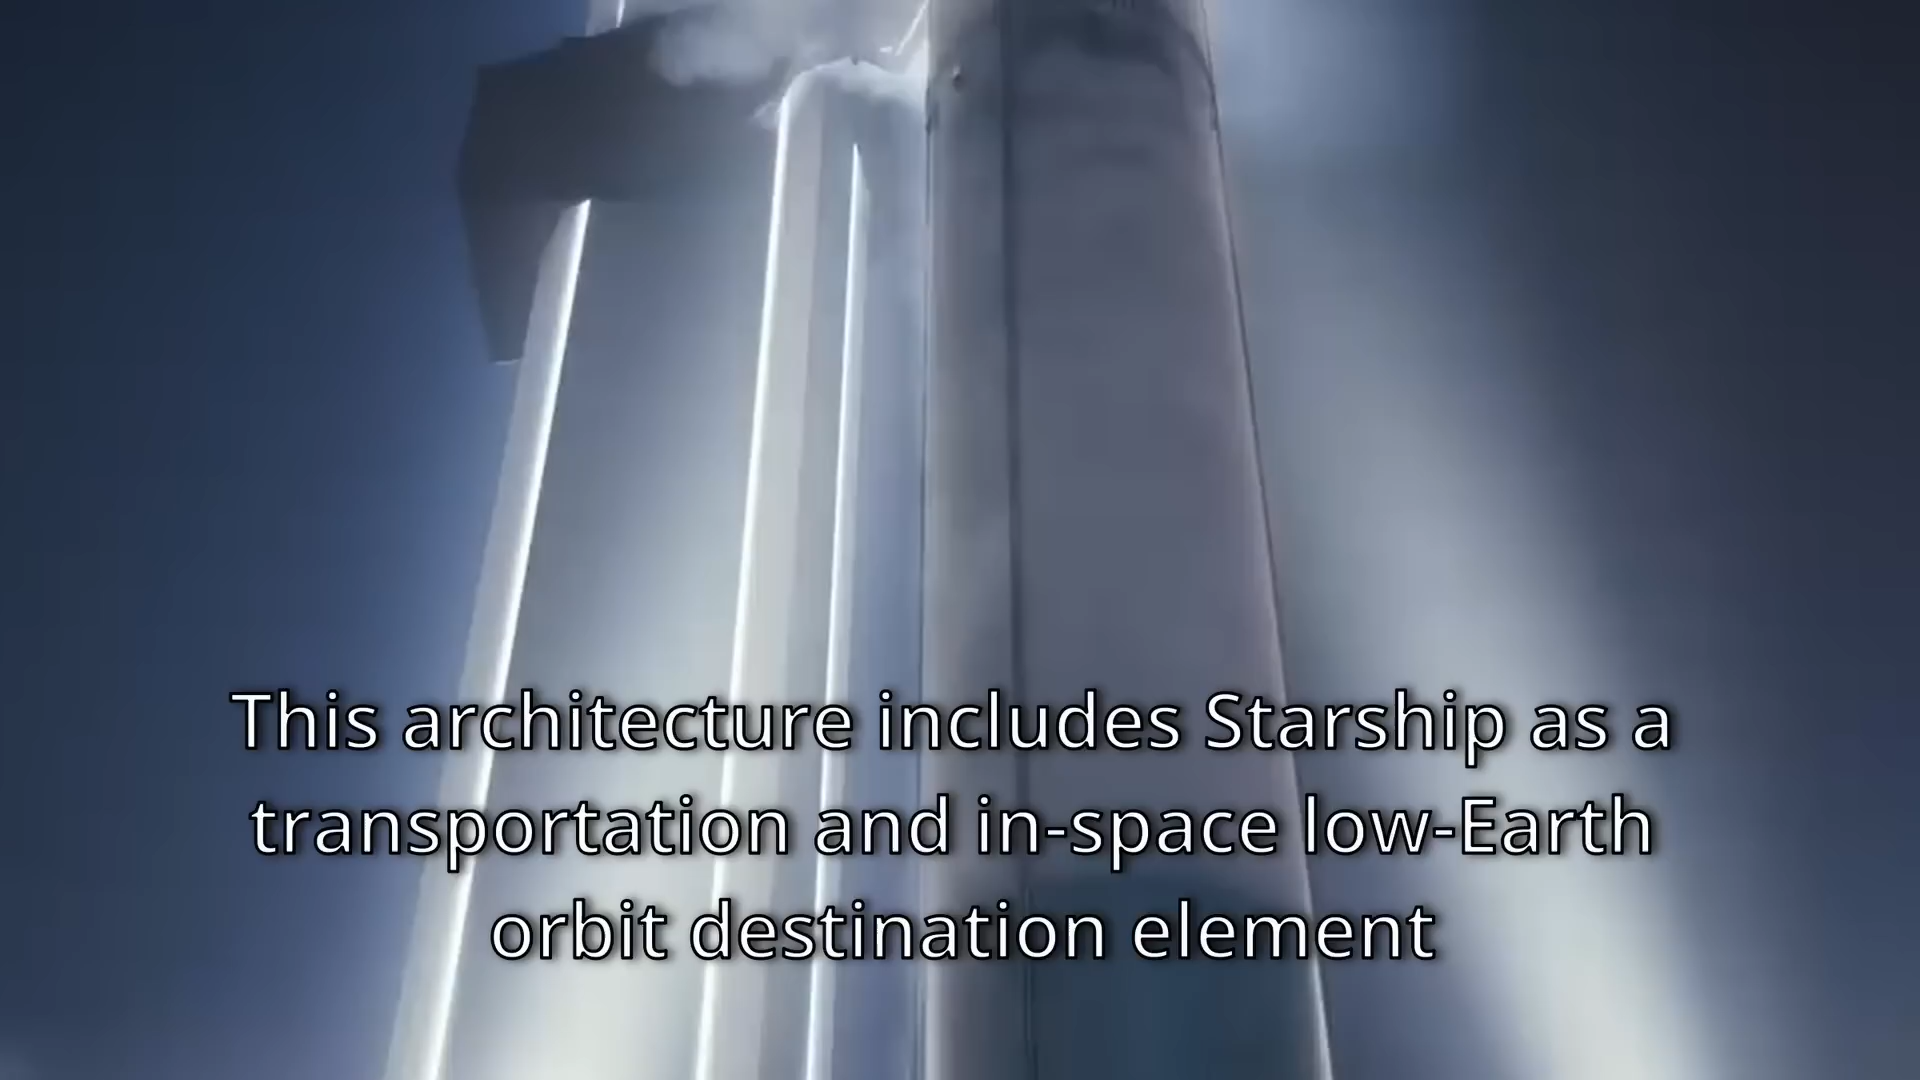 This architecture includes Starship as a
transportation and in-space low-Earth
orbit destination element